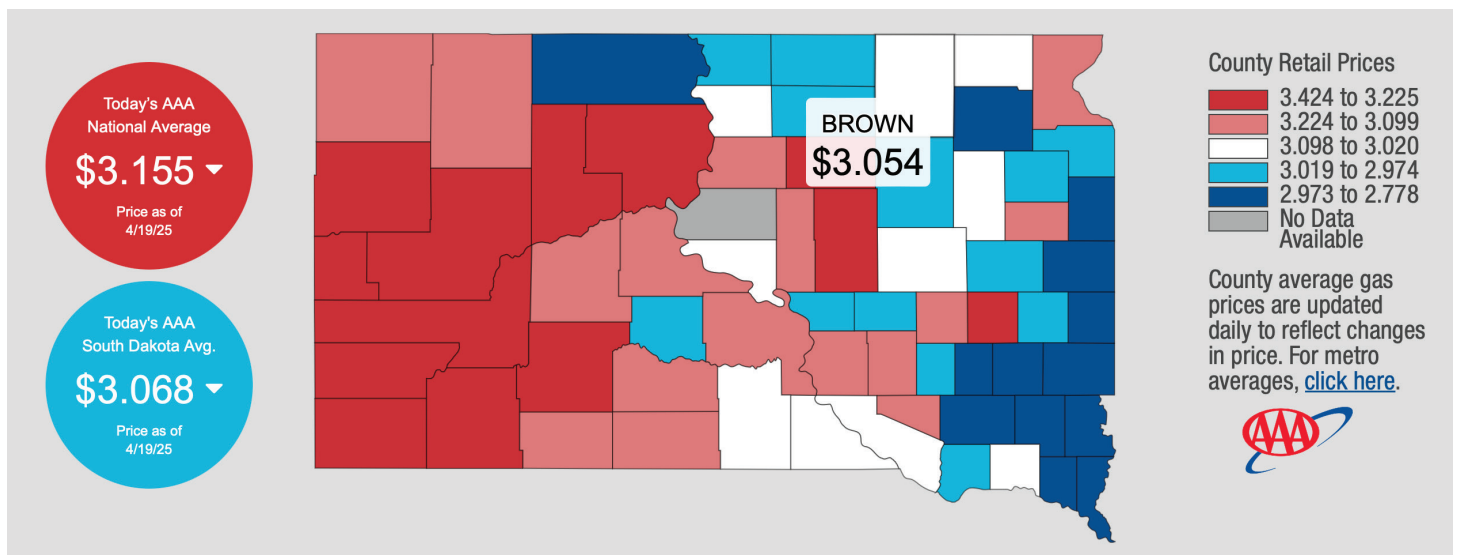 Today's AAA
National Average
$3.155
Price as of
4/19/25
Today's AAA
South Dakota Avg.
$3.068
Price as of
4/19/25
BROWN
$3.054
County Retail Prices
3.424 to 3.225
3.224 to 3.099
3.098 to 3.020
3.019 to 2.974
2.973 to 2.778
No Data
Available
County average gas
prices are updated
daily to reflect changes
in price. For metro
averages, click here.
AAA